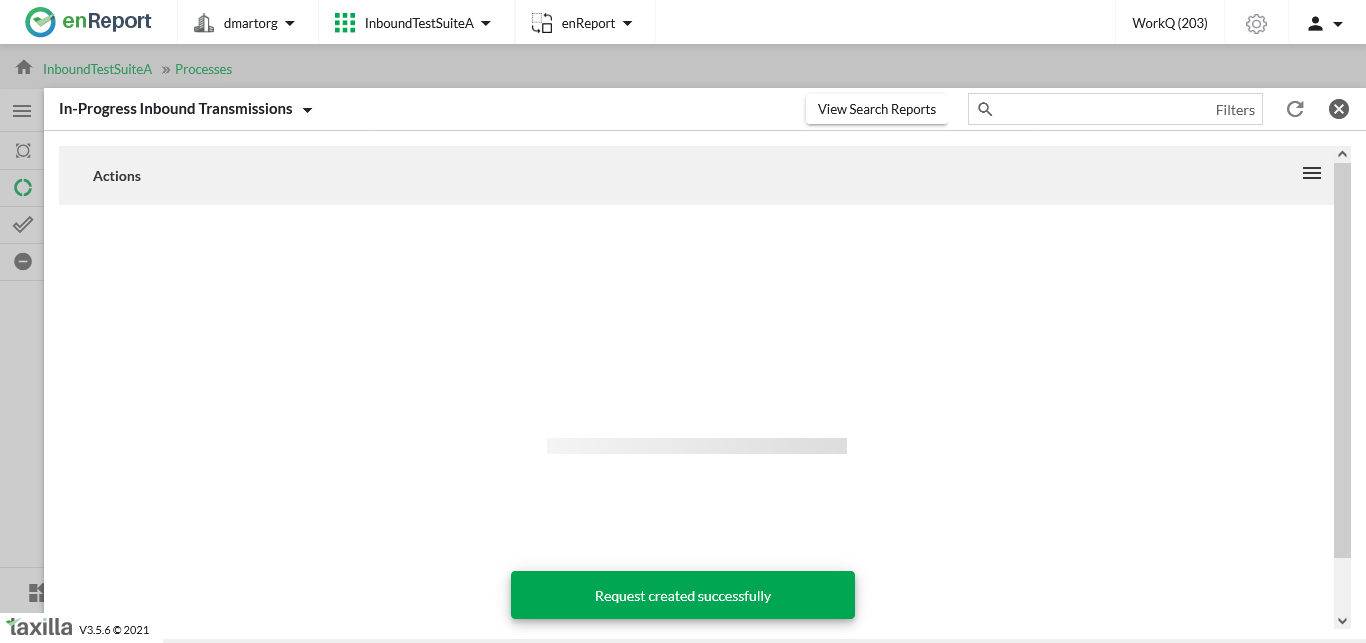 enReport
dmartorg
InboundTestSuiteA
enReport
WorkQ (203)
InboundTestSuiteA » Processes
In-Progress Inbound Transmissions
View Search Reports
Filters
Actions
Request created successfully
taxilla V3.5.6 © 2021